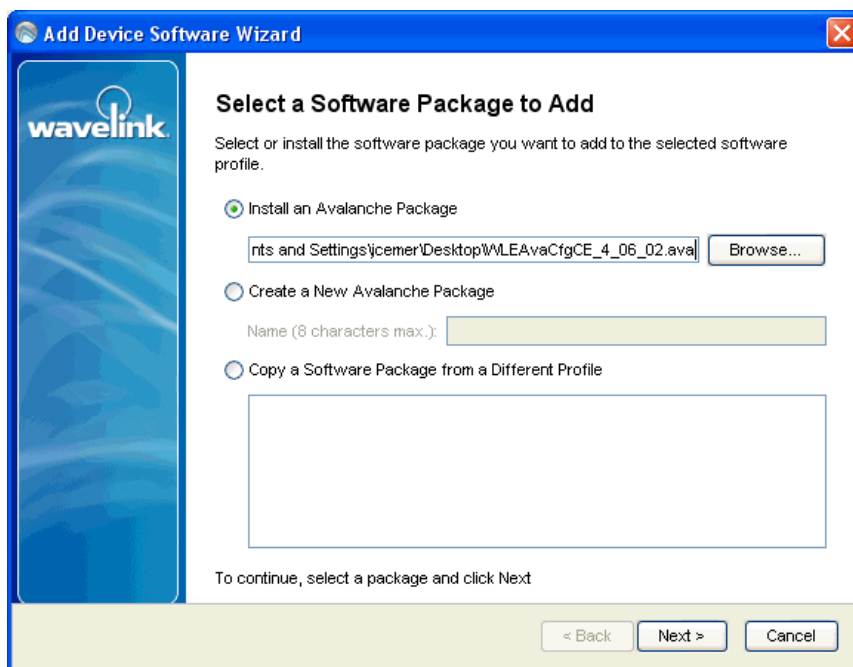 Add Device Software Wizard
wavelink
Select a Software Package to Add
Select or install the software package you want to add to the selected software
profile.
Install an Avalanche Package
nts and Settings\jcemer\Desktop\WLEAvaCfgCE_4_06_02.ava
Browse...
Create a New Avalanche Package
Name (8 characters max.):
Copy a Software Package from a Different Profile
To continue, select a package and click Next
< Back
Next >
Cancel